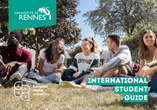 UNIVERSITÉ DE
RENNES
INTERNATIONAL
STUDENT
GUIDE